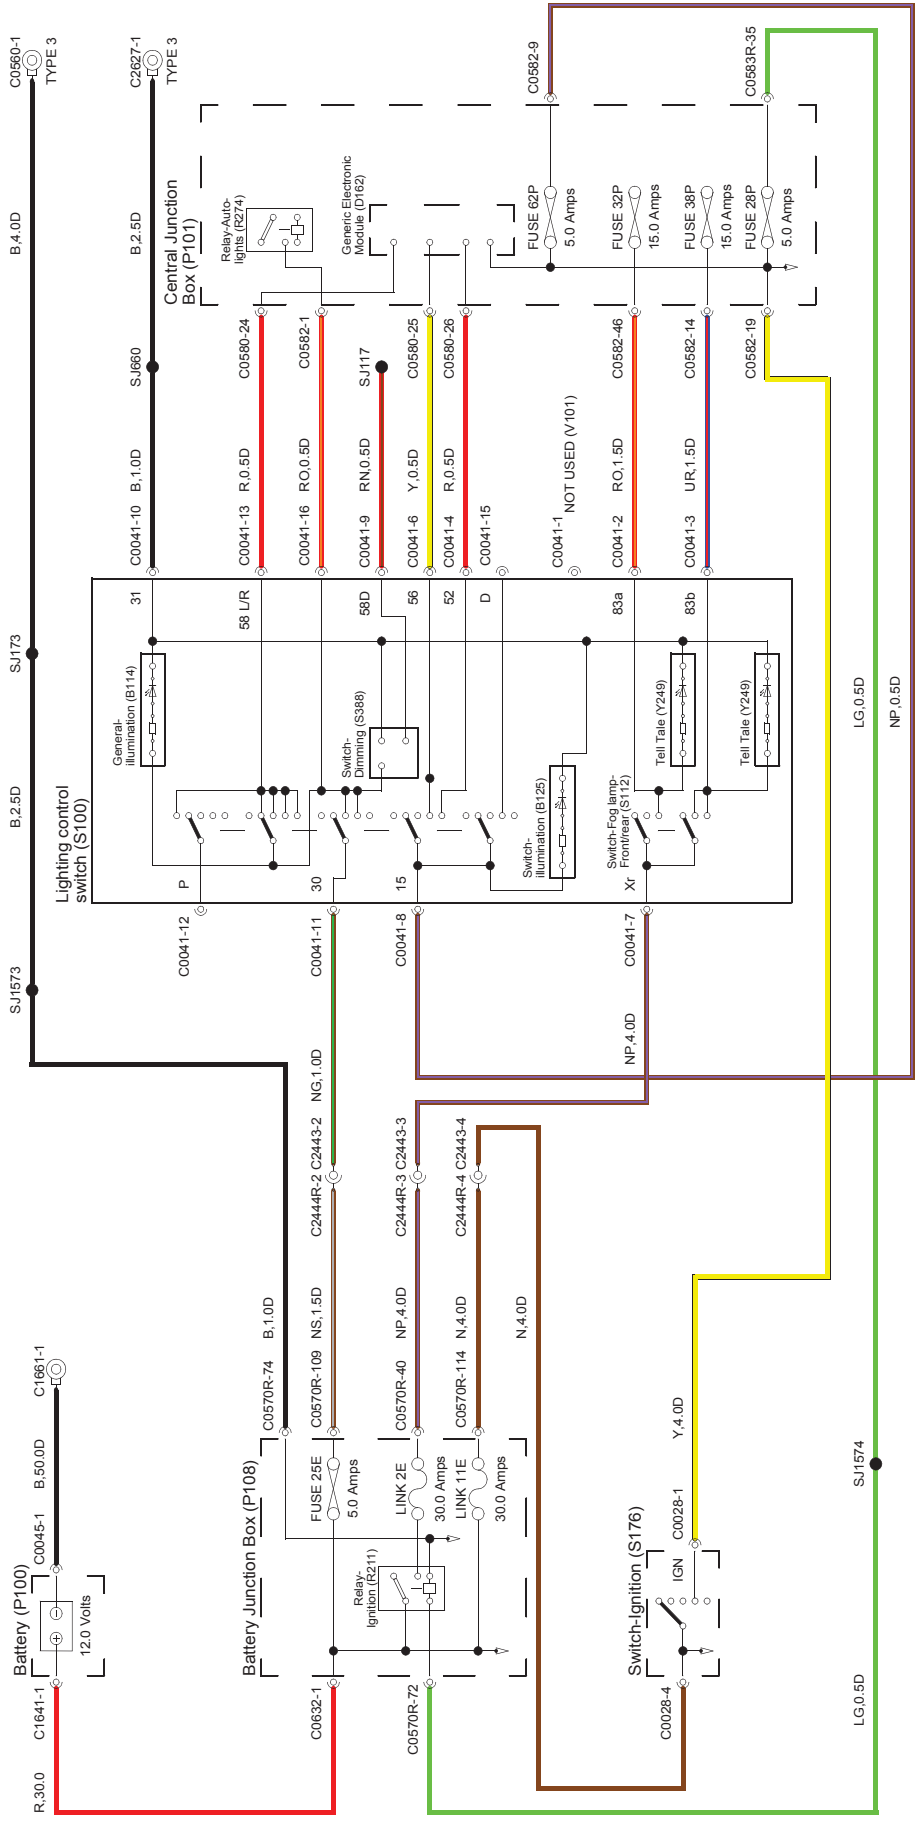 C0560-1
TYPE 3
B,4.0D
SJ173
B,2.5D
SJ1573
C2627-1
TYPE 3
B,2.5D
SJ660
B,1.0D
C0041-10
Central Junction
Box (P101)
Relay-Auto-
lights (R274)
Generic Electronic
Module (D162)
C0582-9
FUSE 62P
5.0 Amps
FUSE 32P
15.0 Amps
FUSE 38P
15.0 Amps
FUSE 28P
5.0 Amps
C0583R-35
C0580-24
C0582-1
SJ117
C0580-25
C0580-26
C0582-46
C0582-14
C0582-19
R,0.5D
RO,0.5D
RN,0.5D
Y,0.5D
R,0.5D
RO,1.5D
UR,1.5D
C0041-13
C0041-16
C0041-9
C0041-6
C0041-4
C0041-15
C0041-1
NOT USED (V101)
C0041-2
C0041-3
Lighting control
switch (S100)
31
58 L/R
58D
56
52
D
83a
83b
General-
illumination (B114)
Switch-
Dimming (S388)
Switch-
illumination (B125)
Switch-Fog lamp-
Front/rear (S112)
Tell Tale (Y249)
Tell Tale (Y249)
P
30
15
Xr
C0041-12
C0041-11
C0041-8
C0041-7
NG,1.0D
NP,4.0D
LG,0.5D
NP,0.5D
C2443-2
C2443-3
C2443-4
C2444R-2
C2444R-3
C2444R-4
B,1.0D
NS,1.5D
NP,4.0D
N,4.0D
N,4.0D
C0570R-74
C0570R-109
C0570R-40
C0570R-114
Battery Junction Box (P108)
FUSE 25E
5.0 Amps
LINK 2E
30.0 Amps
LINK 11E
30.0 Amps
Relay-
Ignition (R211)
C0632-1
C0570R-72
C1661-1
B,50.0D
C0045-1
Battery (P100)
12.0 Volts
C1641-1
R,30.0
Y,4.0D
C0028-1
Switch-Ignition (S176)
IGN
C0028-4
SJ1574
LG,0.5D